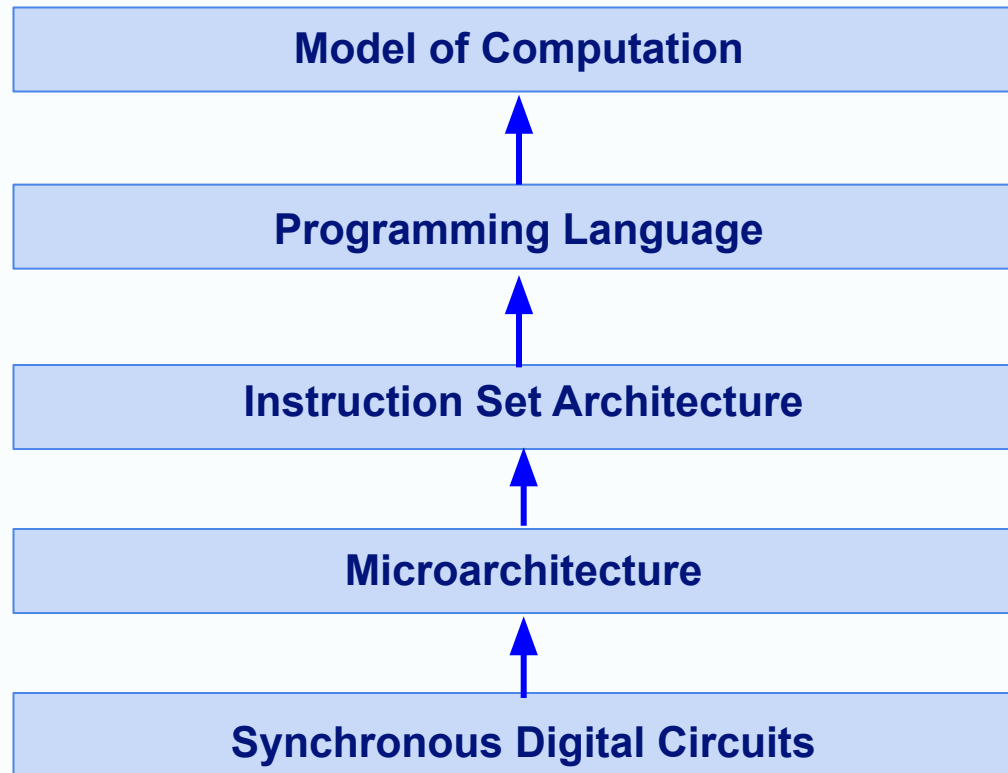 Model of Computation
Programming Language
Instruction Set Architecture
Microarchitecture
Synchronous Digital Circuits